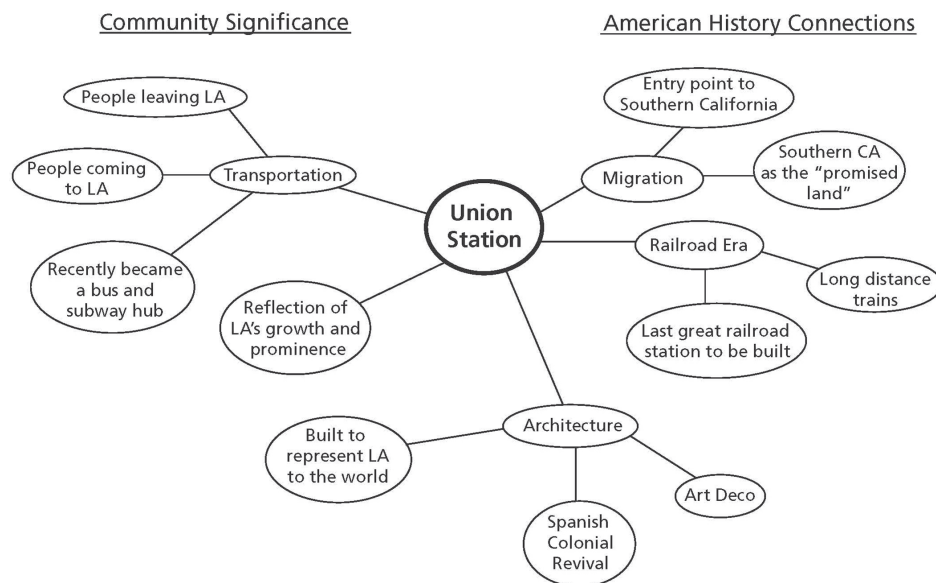 Community Significance
American History Connections
People leaving LA
People coming
to LA
Transportation
Recently became
a bus and
subway hub
Union
Station
Reflection of
LA’s growth and
prominence
Entry point to
Southern California
Migration
Southern CA
as the “promised
land”
Railroad Era
Long distance
trains
Last great railroad
station to be built
Architecture
Built to
represent LA
to the world
Spanish
Colonial
Revival
Art Deco